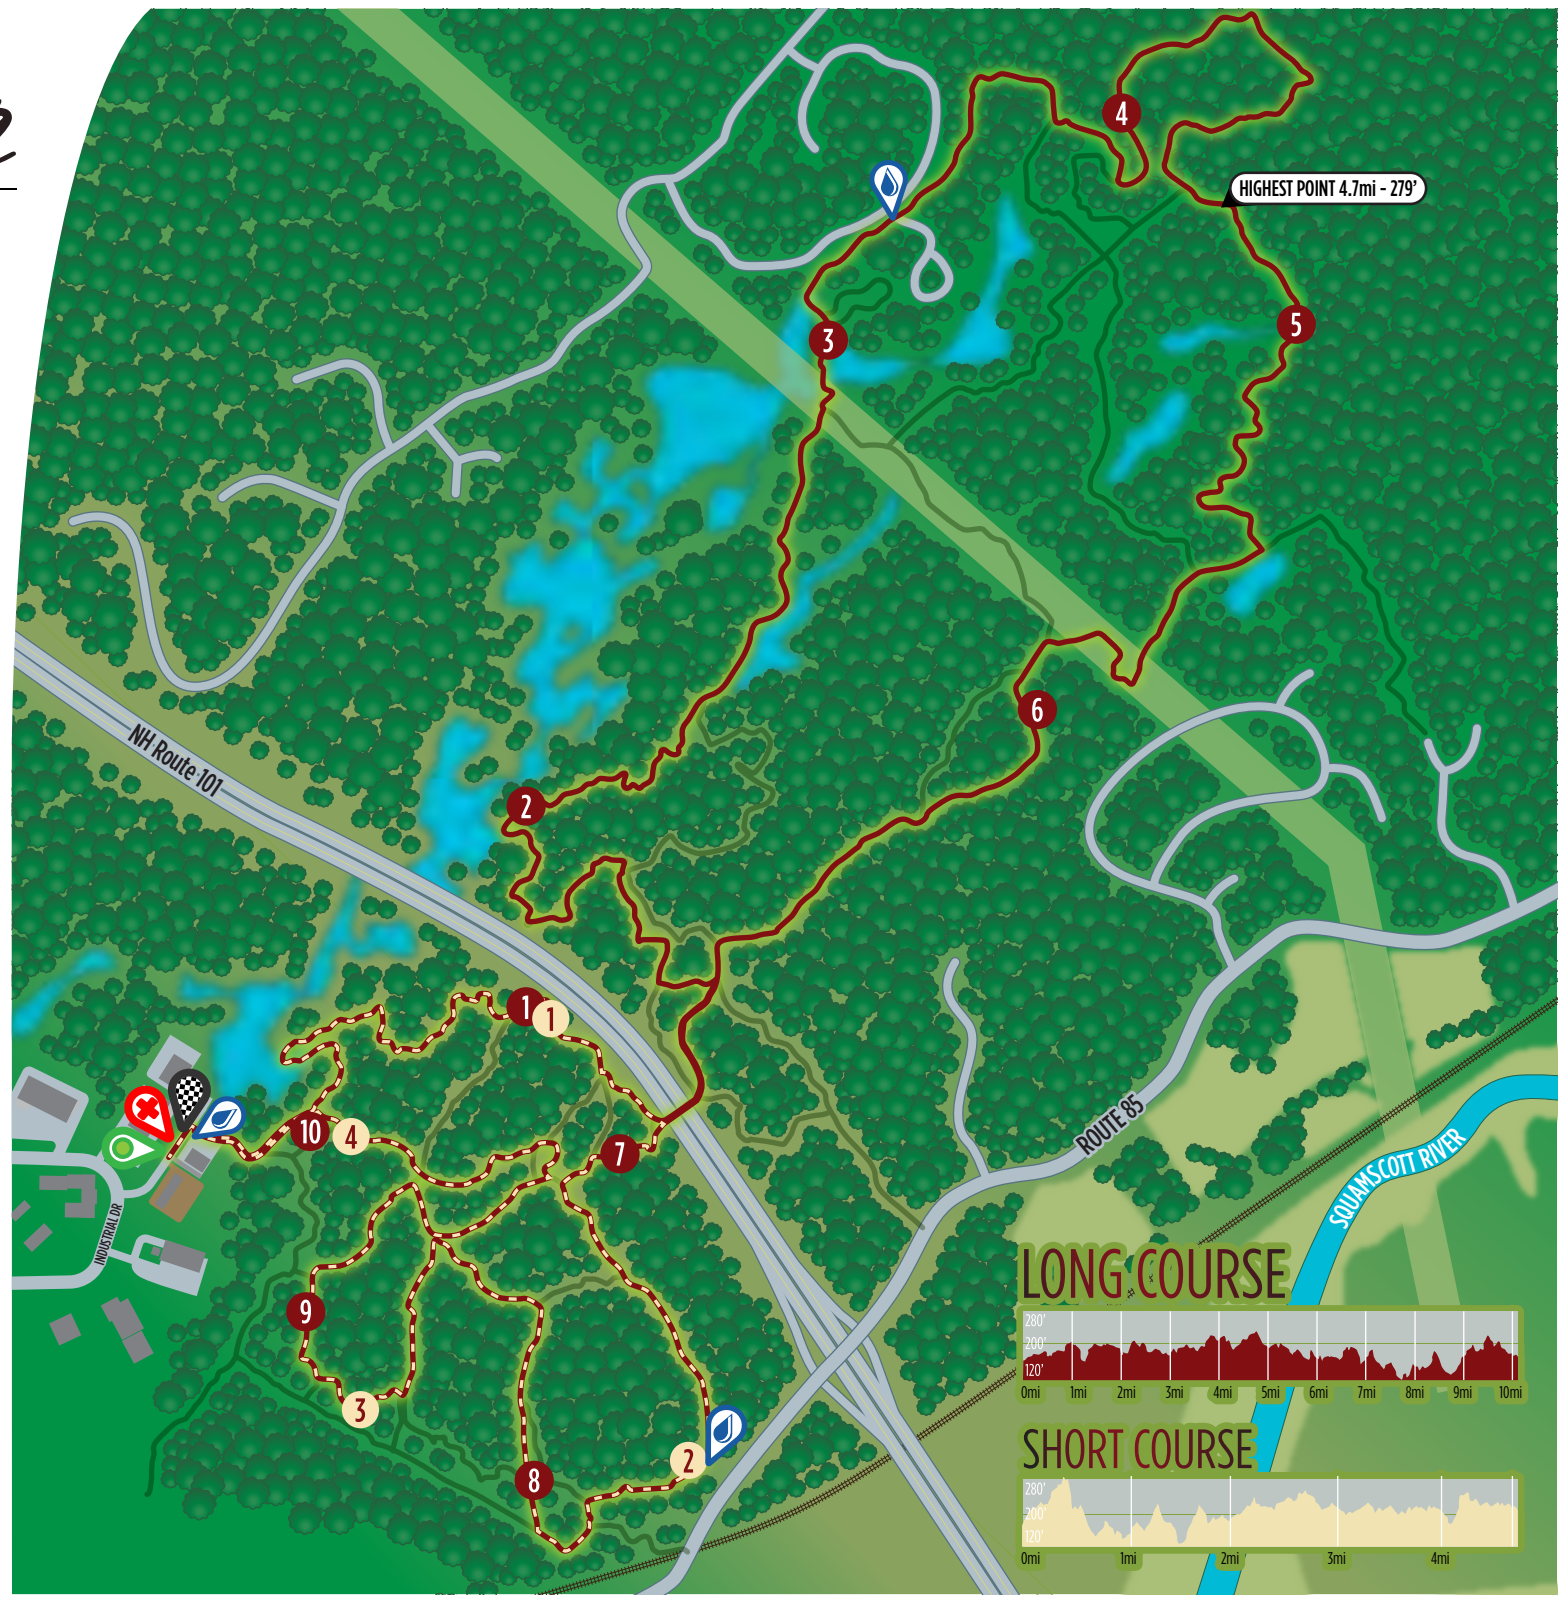 4
HIGHEST POINT 4.7mi - 279'
3
5
6
NH Route 101
2
1
1
10
4
7
ROUTE 85
SQUAMSCOTT RIVER
INDUSTRIAL DR
9
3
2
8
LONG COURSE
280'
200'
120'
0mi 1mi 2mi 3mi 4mi 5mi 6mi 7mi 8mi 9mi 10mi
SHORT COURSE
280'
200'
120'
0mi 1mi 2mi 3mi 4mi